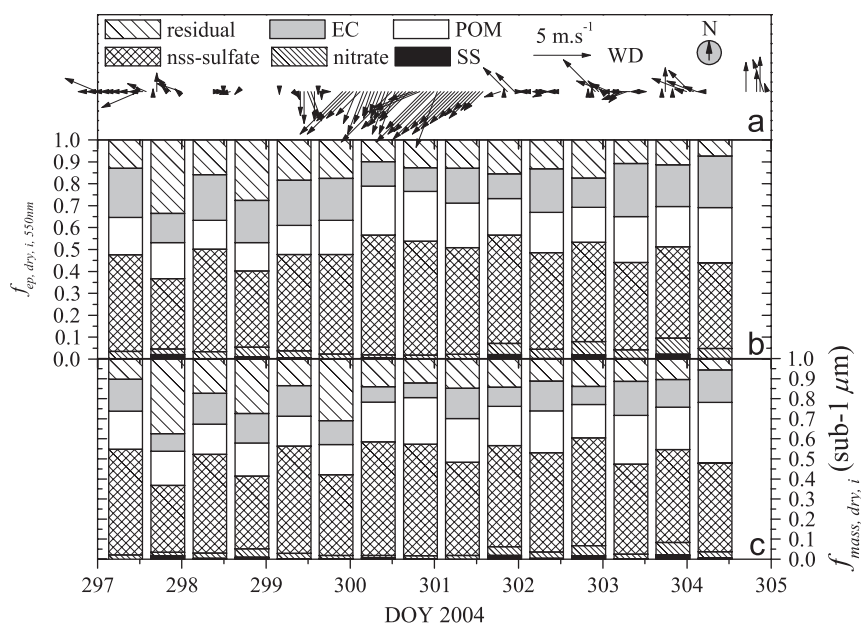 residual EC POM 5 m.s⁻¹ N
nss-sulfate nitrate SS WD
a
1.0
0.9
0.8
0.7
0.6
0.5
0.4
0.3
0.2
0.1
0.0
f ep, dry, i, 550nm
b
1.0
0.9
0.8
0.7
0.6
0.5
0.4
0.3
0.2
0.1
0.0
f mass, dry, i (sub-1 μm)
c
297 298 299 300 301 302 303 304 305
DOY 2004